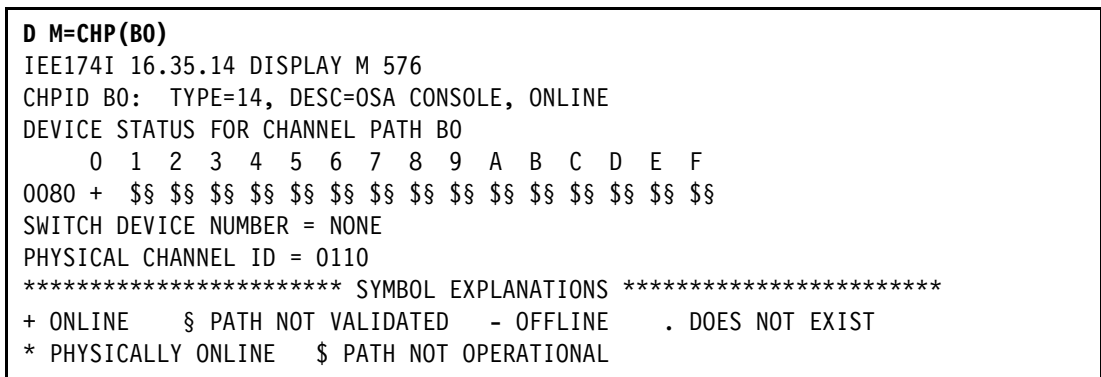 D M=CHP(B0)
IEE174I 16.35.14 DISPLAY M 576
CHPID B0:  TYPE=14, DESC=OSA CONSOLE, ONLINE
DEVICE STATUS FOR CHANNEL PATH B0
     0  1  2  3  4  5  6  7  8  9  A  B  C  D  E  F
0080 +  $§ $§ $§ $§ $§ $§ $§ $§ $§ $§ $§ $§ $§ $§ $§
SWITCH DEVICE NUMBER = NONE
PHYSICAL CHANNEL ID = 0110
************************ SYMBOL EXPLANATIONS ************************
+ ONLINE    § PATH NOT VALIDATED   - OFFLINE    . DOES NOT EXIST
* PHYSICALLY ONLINE   $ PATH NOT OPERATIONAL